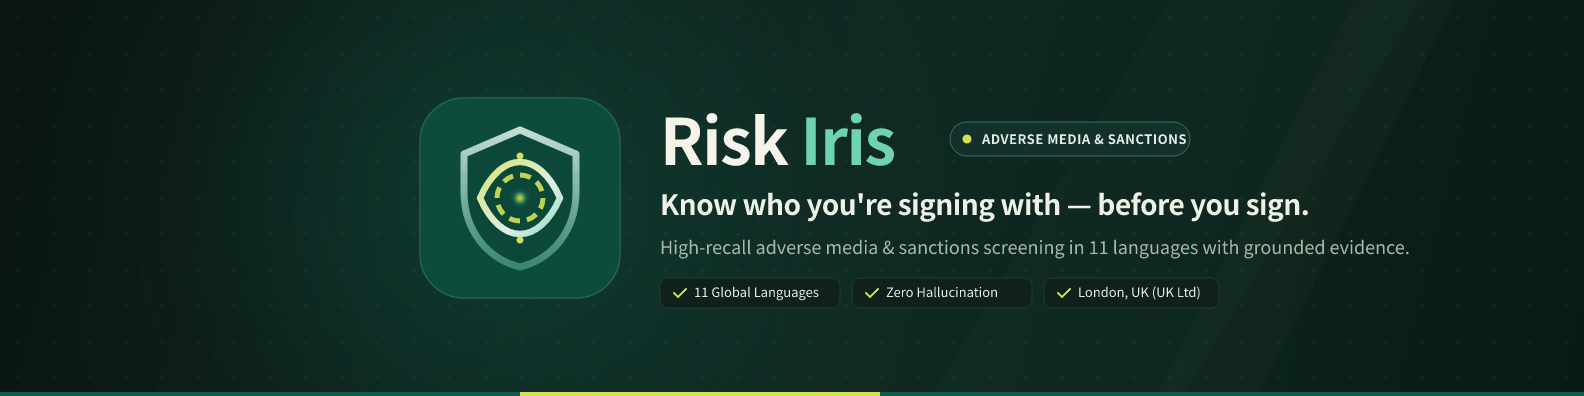 Risk Iris
ADVERSE MEDIA & SANCTIONS
Know who you're signing with — before you sign.
High-recall adverse media & sanctions screening in 11 languages with grounded evidence.
11 Global Languages
Zero Hallucination
London, UK (UK Ltd)